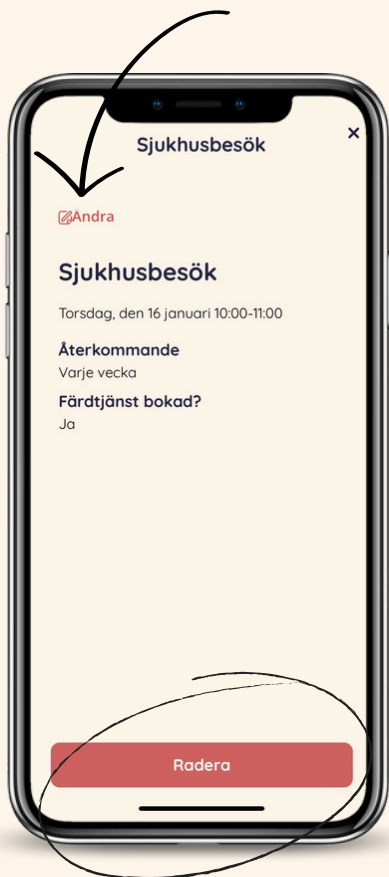 Sjukhusbesök
Ändra
Sjukhusbesök
Torsdag, den 16 januari 10:00-11:00
Återkommande
Varje vecka
Färdtjänst bokad?
Ja
Radera